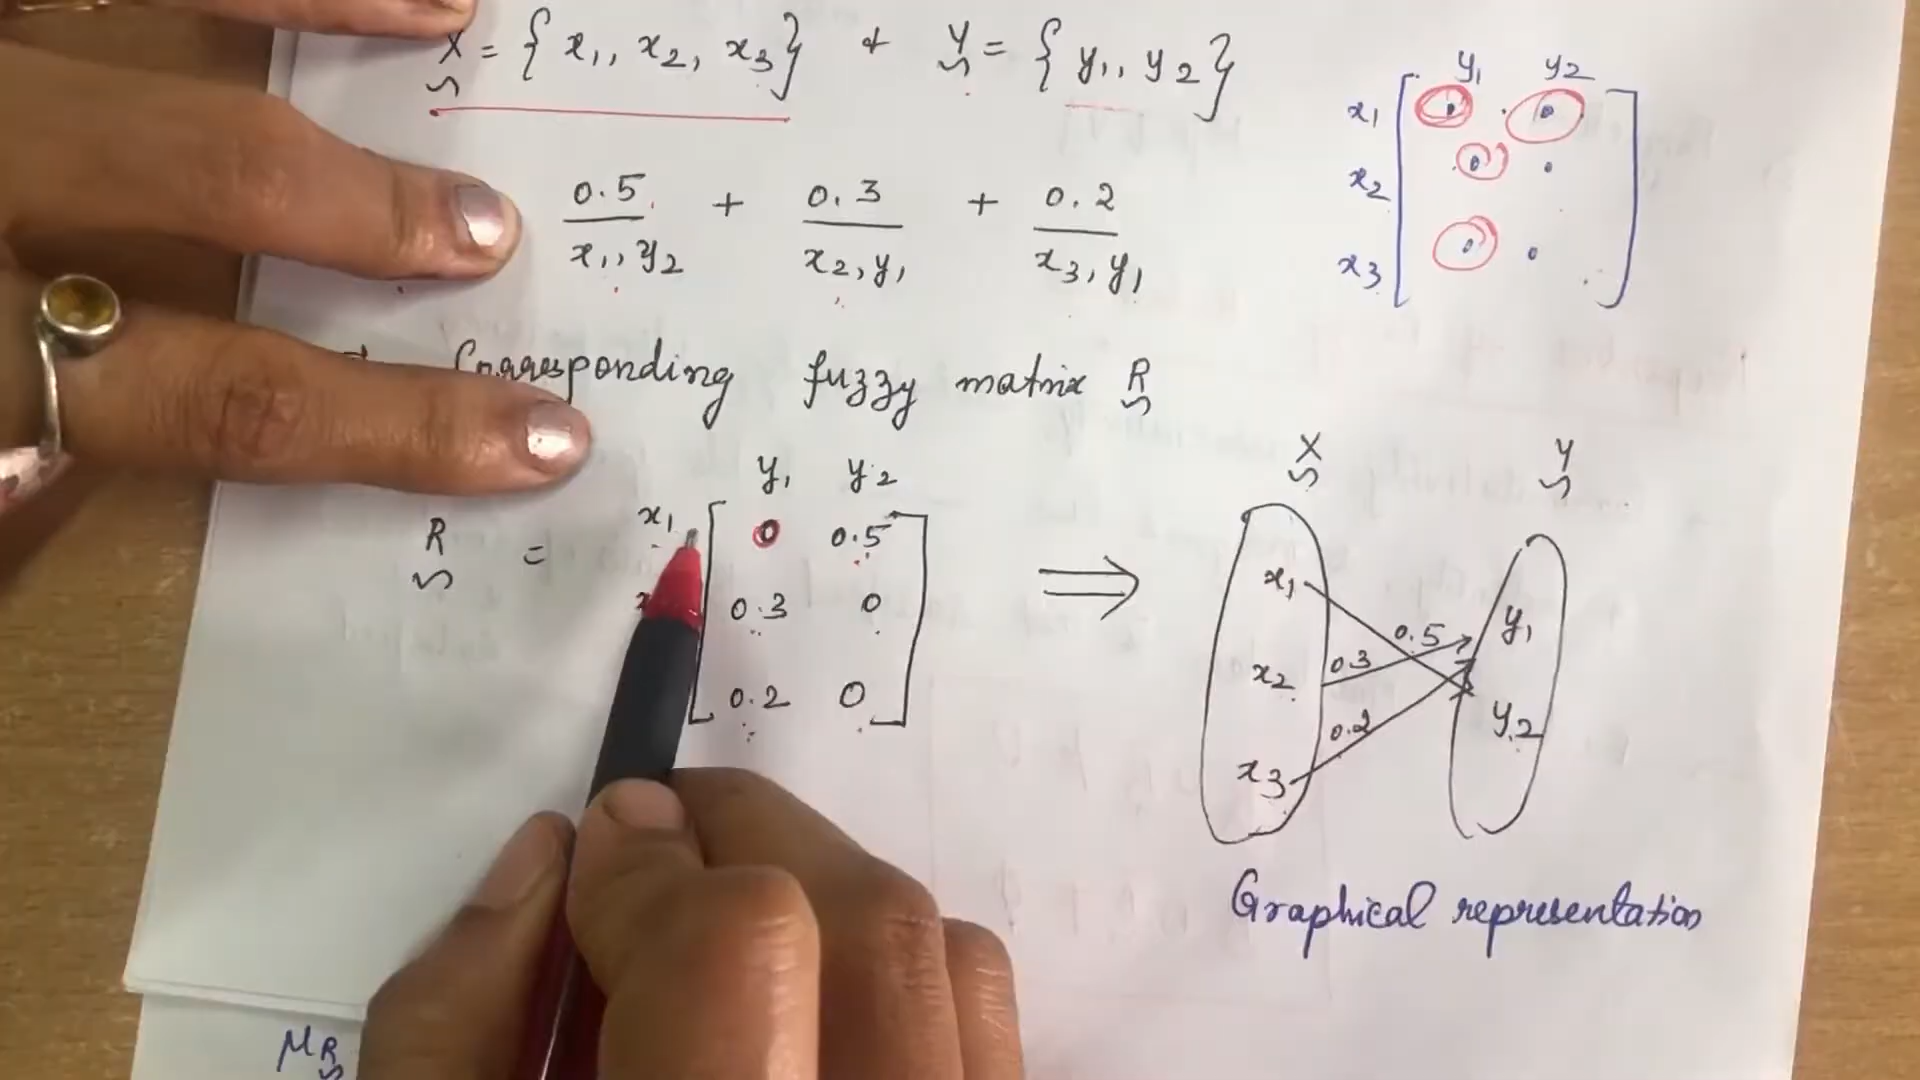 X = { x1, x2, x3 } & Y = { y1, y2 }
y1 y2
x1
x2
x3
0.5 / x1, y2 + 0.3 / x2, y1 + 0.2 / x3, y1
Corresponding fuzzy matrix R
y1 y2
R = x1 [ 0 0.5
x 0.3 0
0.2 0 ] ⇒
X Y
x1 y1
0.5
x2 0.3
y2
0.2
x3
Graphical representation
μR